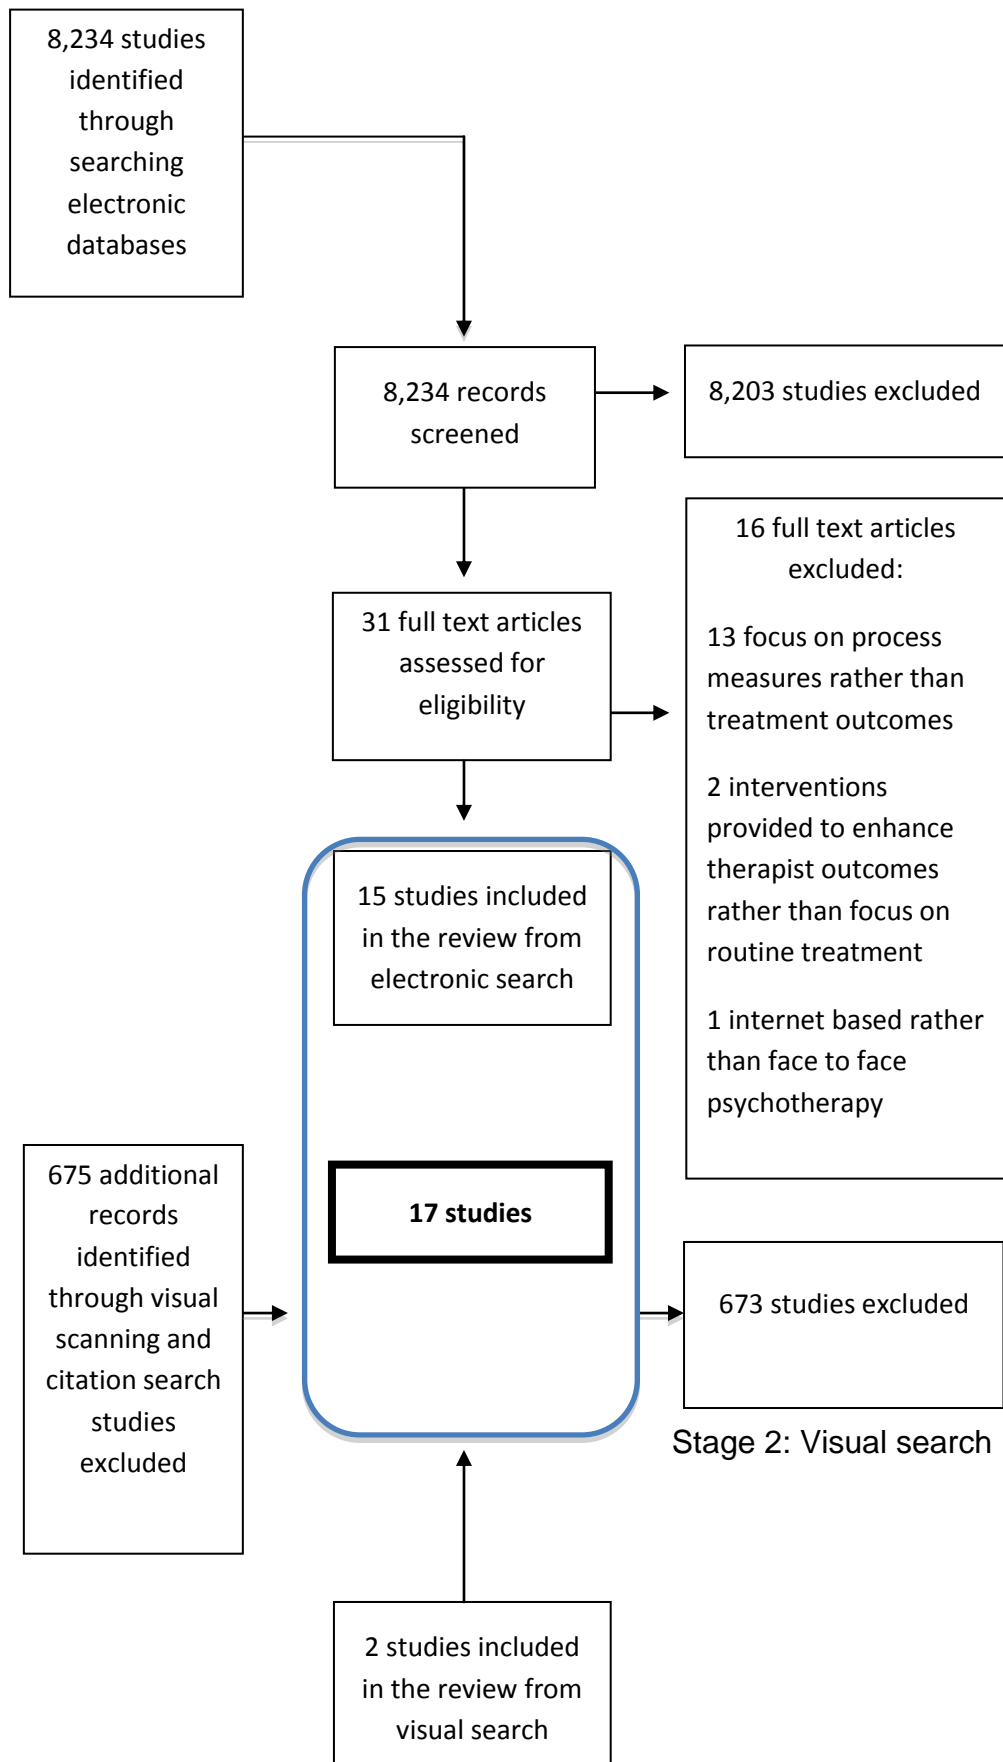 8,234 studies
identified
through
searching
electronic
databases
8,234 records
screened
8,203 studies excluded
31 full text articles
assessed for
eligibility
16 full text articles
excluded:
13 focus on process
measures rather than
treatment outcomes
2 interventions
provided to enhance
therapist outcomes
rather than focus on
routine treatment
1 internet based rather
than face to face
psychotherapy
15 studies included
in the review from
electronic search
17 studies
675 additional
records
identified
through visual
scanning and
citation search
studies
excluded
673 studies excluded
Stage 2: Visual search
2 studies included
in the review from
visual search